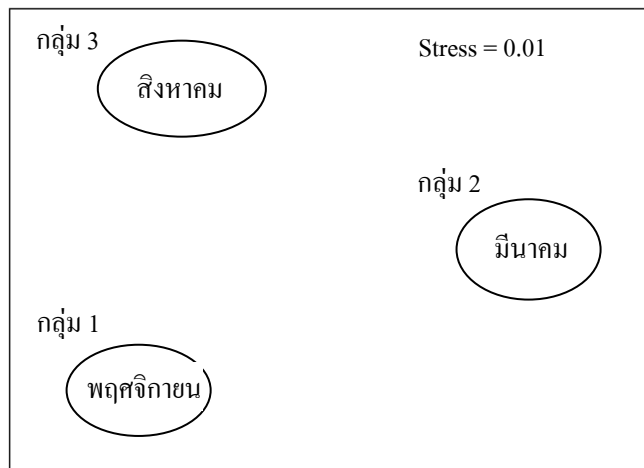 กลุ่ม 3
Stress = 0.01
สิงหาคม
กลุ่ม 2
มีนาคม
กลุ่ม 1
พฤศจิกายน